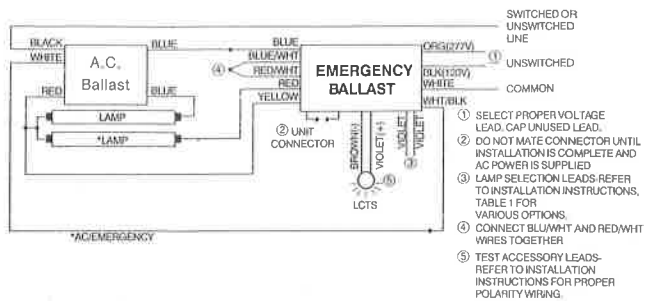 SWITCHED OR
UNSWITCHED
LINE
BLACK
BLUE
BLUE
ORG(277V)
①
WHITE
A.C.
Ballast
BLUE/WHT
④
RED/WHT
EMERGENCY
BALLAST
UNSWITCHED
BLK(120V)
RED
BLUE
RED
WHITE
COMMON
YELLOW
WHT/BLK
LAMP
*LAMP
② UNIT
CONNECTOR
BROWN(-)
VIOLET(+)
VIOLET
VIOLET
③
⑤
LCTS
*AC/EMERGENCY
① SELECT PROPER VOLTAGE
LEAD. CAP UNUSED LEAD.
② DO NOT MATE CONNECTOR UNTIL
INSTALLATION IS COMPLETE AND
AC POWER IS SUPPLIED
③ LAMP SELECTION LEADS-REFER
TO INSTALLATION INSTRUCTIONS,
TABLE 1 FOR
VARIOUS OPTIONS.
④ CONNECT BLU/WHT AND RED/WHT
WIRES TOGETHER
⑤ TEST ACCESSORY LEADS-
REFER TO INSTALLATION
INSTRUCTIONS FOR PROPER
POLARITY WIRING.